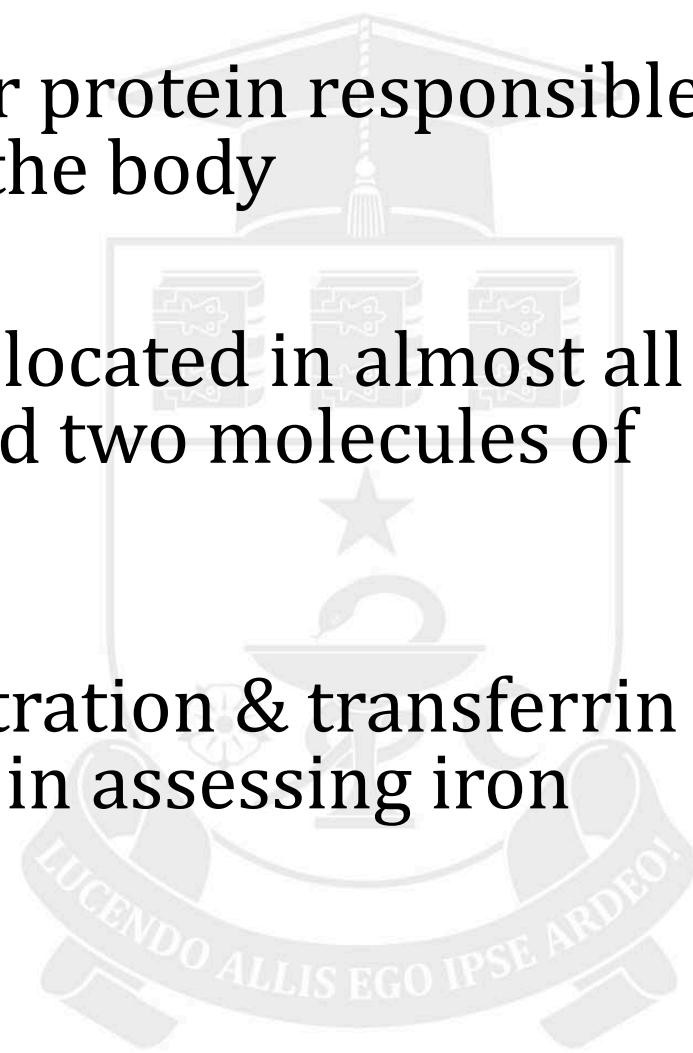 r protein responsible
the body
located in almost all
d two molecules of
tration & transferrin
in assessing iron
LUCENDO ALLIS EGO IPSE ARDEO!